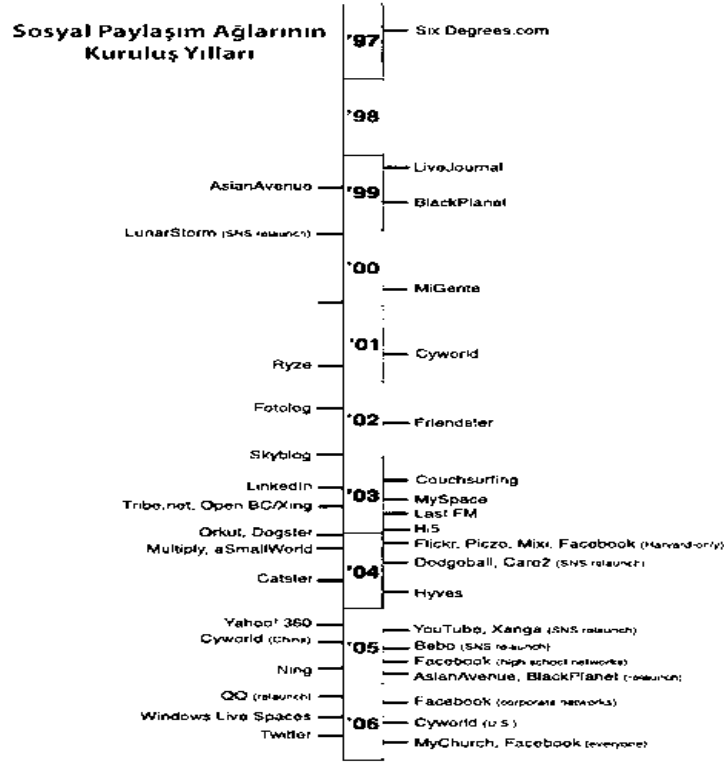 Sosyal Paylaşım Ağlarının
Kuruluş Yılları
'97
Six Degrees.com
'98
LiveJournal
AsianAvenue
'99
BlackPlanet
LunarStorm (SNS relaunch)
'00
MiGente
'01
Cyworld
Ryze
Fotolog
'02
Friendster
Skyblog
LinkedIn
Couchsurfing
'03
MySpace
Tribe.net, Open BC/Xing
Last FM
Hi5
Orkut, Dogster
Flickr, Piczo, Mixi, Facebook (Harvard-only)
Multiply, aSmallWorld
Dodgeball, Care2 (SNS relaunch)
'04
Catster
Hyves
Yahoo! 360
YouTube, Xanga (SNS relaunch)
Cyworld (China)
'05
Bebo (SNS relaunch)
Facebook (high school networks)
Ning
AsianAvenue, BlackPlanet (relaunch)
QQ (relaunch)
Facebook (corporate networks)
Windows Live Spaces
'06
Cyworld (U.S.)
Twitter
MyChurch, Facebook (everyone)